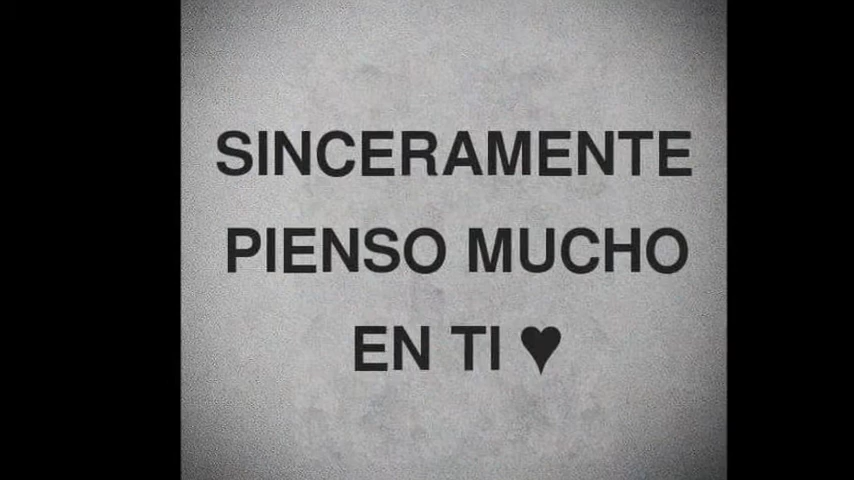 SINCERAMENTE
PIENSO MUCHO
EN TI ♥